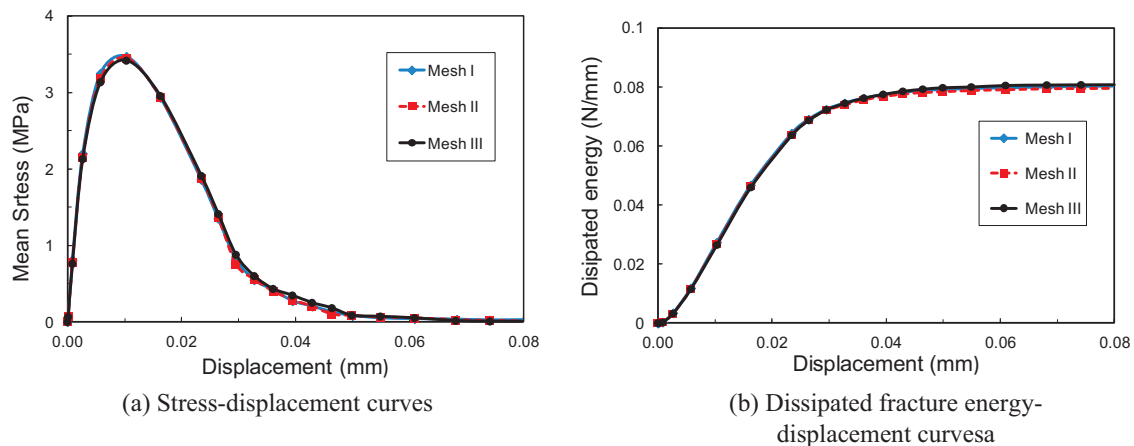 4
3
2
1
0
Mean Srtess (MPa)
Mesh I
Mesh II
Mesh III
0.00
0.02
0.04
0.06
0.08
Displacement (mm)
(a) Stress-displacement curves
0.1
0.08
0.06
0.04
0.02
0
Disipated energy (N/mm)
Mesh I
Mesh II
Mesh III
0.00
0.02
0.04
0.06
0.08
Displacement (mm)
(b) Dissipated fracture energy-
displacement curvesa